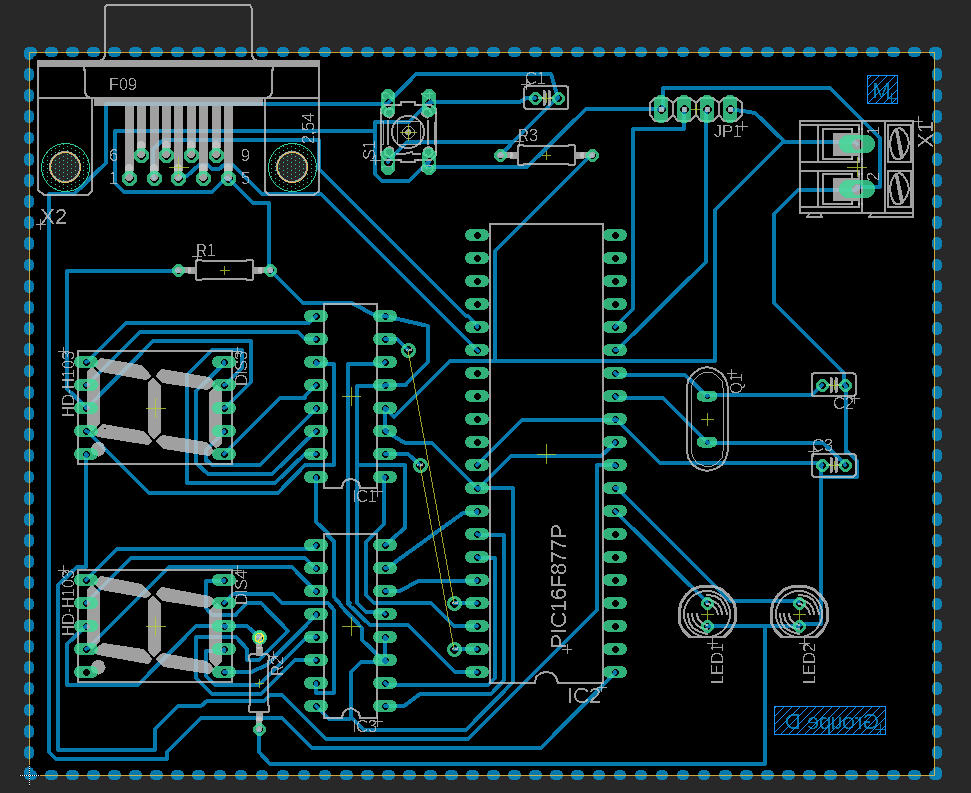 F09
2.54
6
9
1
5
X2
C1
S1
R3
JP1
M
1
2
X1
R1
HD-H103
DIS3
IC1
Q1
C2
C3
PIC16F877P
HD-H103
DIS4
R2
IC3
IC2
LED1
LED2
Groupe D